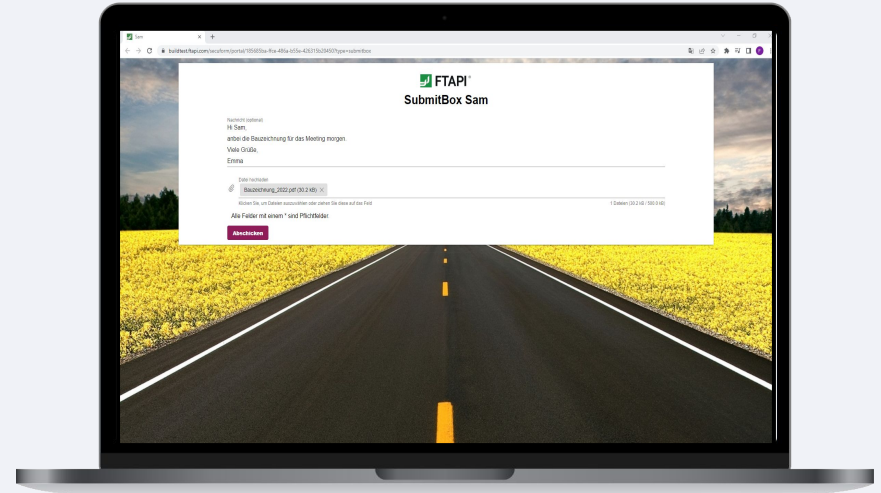 Sam
FTAPI
SubmitBox Sam
Nachricht (optional)
Hi Sam,
anbei die Bauzeichnung für das Meeting morgen.
Viele Grüße,
Emma
Datei hochladen
Bauzeichnung_2022.pdf (30.2 kB)
Klicken Sie, um Dateien auszuwählen oder ziehen Sie diese auf das Feld
1 Dateien (30.2 kB / 500.0 kB)
Alle Felder mit einem * sind Pflichtfelder.
Abschicken